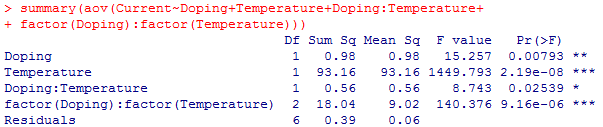 > summary(aov(Current~Doping+Temperature+Doping:Temperature+
+ factor(Doping):factor(Temperature)))
Df Sum Sq Mean Sq F value Pr(>F)
Doping 1 0.98 0.98 15.257 0.00793 **
Temperature 1 93.16 93.16 1449.793 2.19e-08 ***
Doping:Temperature 1 0.56 0.56 8.743 0.02539 *
factor(Doping):factor(Temperature) 2 18.04 9.02 140.376 9.16e-06 ***
Residuals 6 0.39 0.06